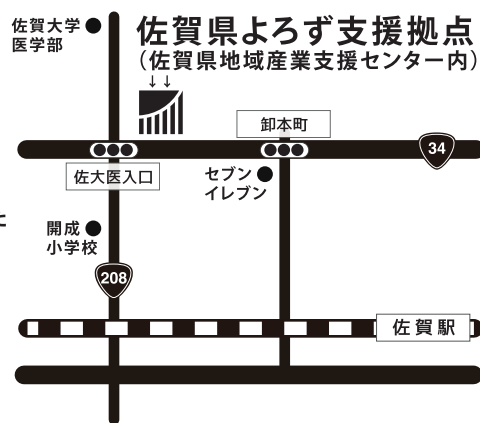 佐賀大学
医学部
佐賀県よろず支援拠点
(佐賀県地域産業支援センター内)
↓↓
卸本町
34
佐大医入口
セブン
イレブン
と
開成
小学校
208
佐賀駅